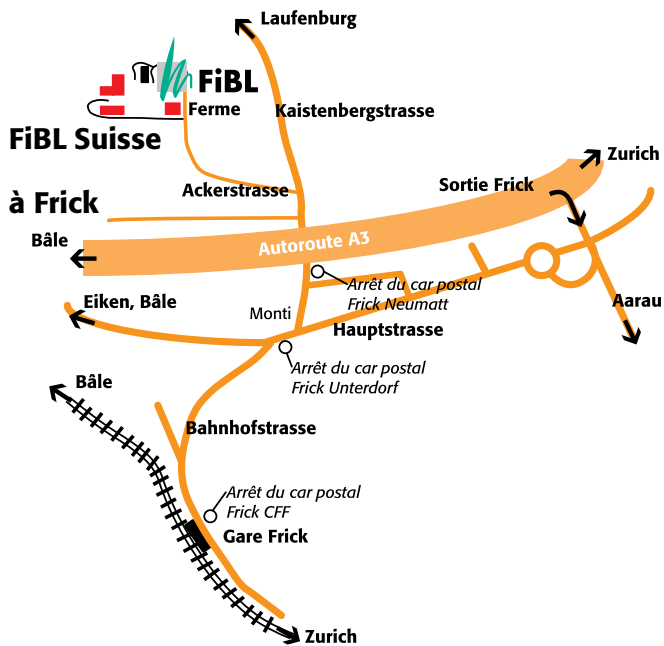 Laufenburg
FiBL
Ferme
Kaistenbergstrasse
FiBL Suisse
à Frick
Zurich
Sortie Frick
Ackerstrasse
Bâle
Autoroute A3
Arrêt du car postal
Frick Neumatt
Eiken, Bâle
Monti
Hauptstrasse
Aarau
Arrêt du car postal
Frick Unterdorf
Bâle
Bahnhofstrasse
Arrêt du car postal
Frick CFF
Gare Frick
Zurich